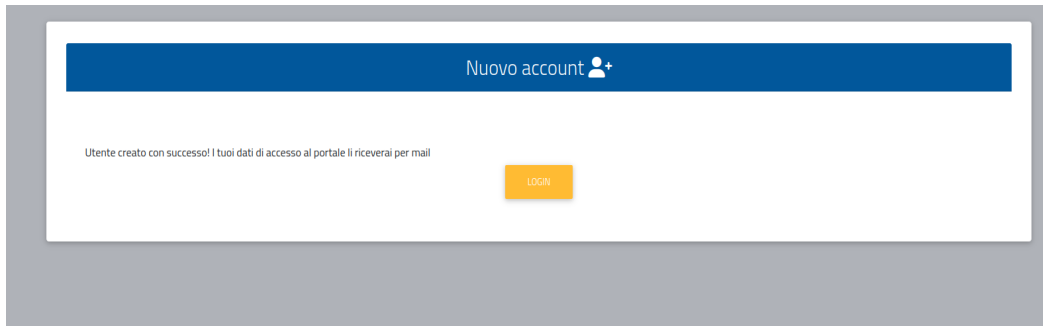 Nuovo account
Utente creato con successo! I tuoi dati di accesso al portale li riceverai per mail
LOGIN